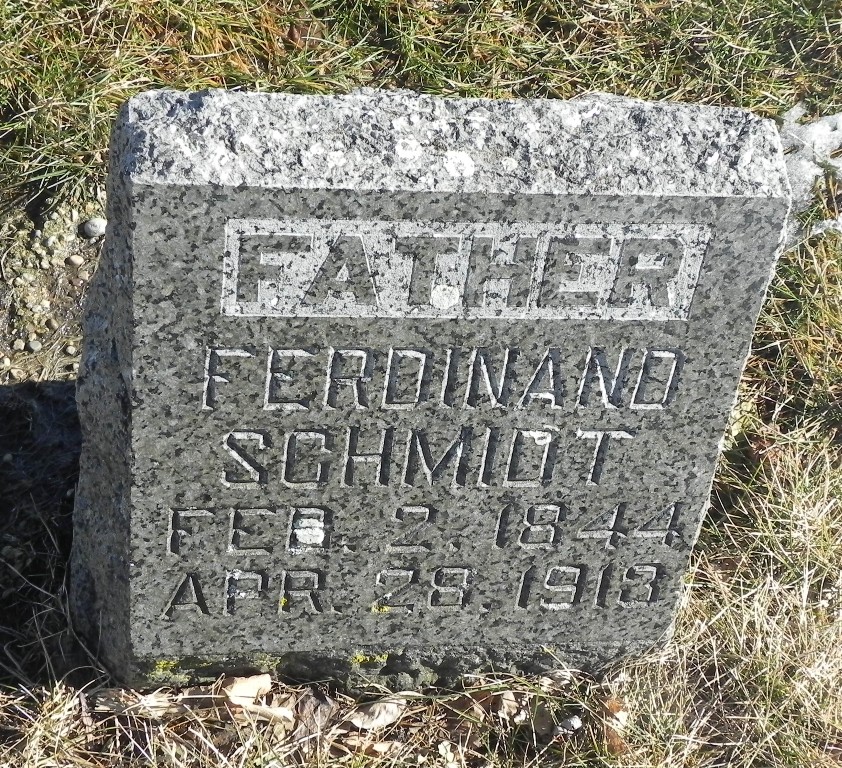 FATHER
FERDINAND
SCHMIDT
FEB. 2. 1844
APR. 28. 1913